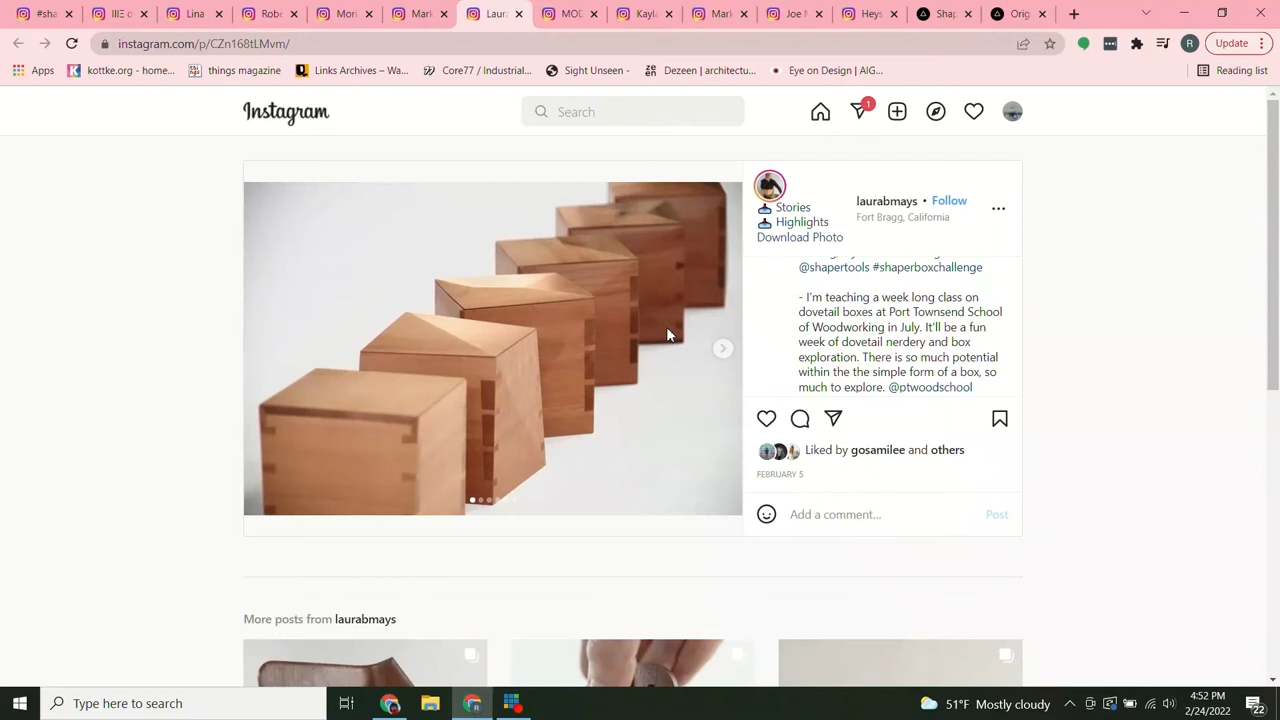 #sha
IIE c
Lina
Robe
Mor
Mark
Laur
MOD
Kayla
Mark
Joe M
Heys
Shap
Orig
instagram.com/p/CZn168tLMvm/
R
Update
Apps
kottke.org - home...
things magazine
Links Archives – Wa...
Core77 / Industrial...
Sight Unseen -
Dezeen | architectu...
Eye on Design | AIG...
Reading list
Instagram
Search
1
laurabmays • Follow
Fort Bragg, California
Stories
Highlights
Download Photo
@shapertools #shaperboxchallenge
- I'm teaching a week long class on
dovetail boxes at Port Townsend School
of Woodworking in July. It'll be a fun
week of dovetail nerdery and box
exploration. There is so much potential
within the the simple form of a box, so
much to explore. @ptwoodschool
Liked by gosamilee and others
FEBRUARY 5
Add a comment...
Post
More posts from laurabmays
Type here to search
51°F Mostly cloudy
4:52 PM
2/24/2022
22